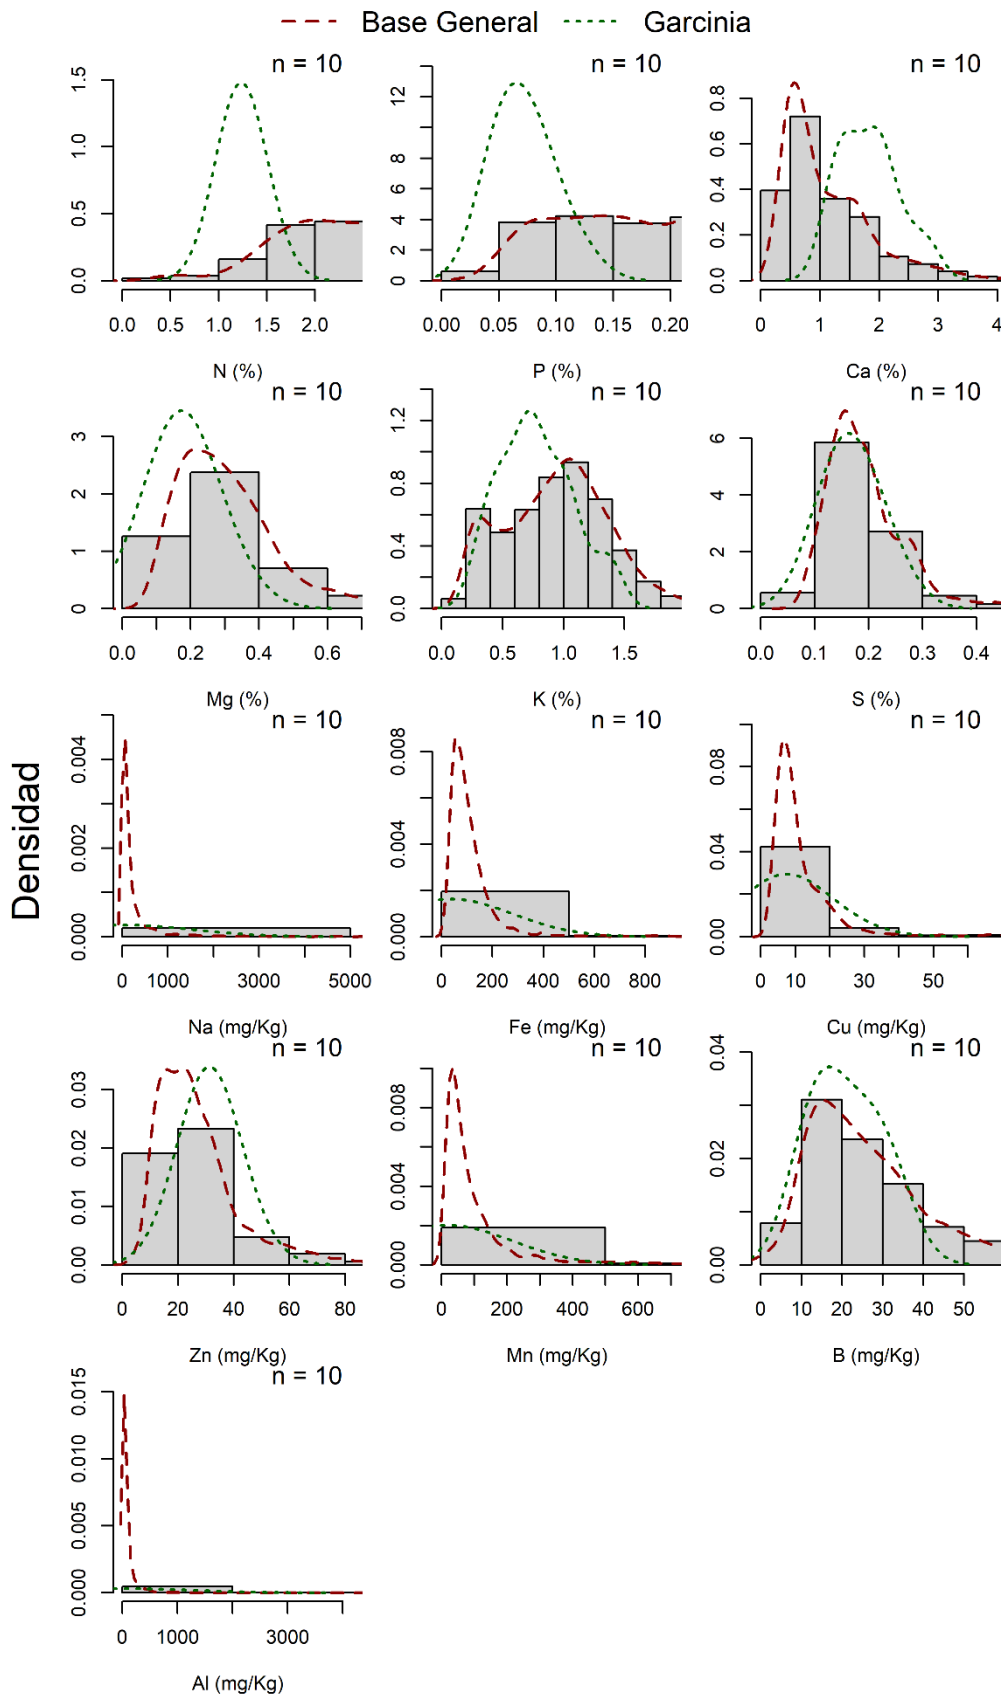 Base General Garcinia
n = 10 n = 10 n = 10
0.0 0.5 1.0 1.5
0 2 4 6 8 12
0.0 0.2 0.4 0.6 0.8
0.0 0.5 1.0 1.5 2.0
0.00 0.05 0.10 0.15 0.20
0 1 2 3 4
N (%) P (%) Ca (%)
n = 10 n = 10 n = 10
0 1 2 3
0.0 0.4 0.8 1.2
0 2 4 6
0.0 0.2 0.4 0.6
0.0 0.5 1.0 1.5
0.0 0.1 0.2 0.3 0.4
Mg (%) K (%) S (%)
n = 10 n = 10 n = 10
Densidad
0.000 0.002 0.004
0.000 0.004 0.008
0.00 0.04 0.08
0 1000 3000 5000
0 200 400 600 800
0 10 20 30 50
Na (mg/Kg) Fe (mg/Kg) Cu (mg/Kg)
n = 10 n = 10 n = 10
0.00 0.01 0.02 0.03
0.000 0.004 0.008
0.00 0.02 0.04
0 20 40 60 80
0 200 400 600
0 10 20 30 40 50
Zn (mg/Kg) Mn (mg/Kg) B (mg/Kg)
n = 10
0.000 0.005 0.010 0.015
0 1000 3000
Al (mg/Kg)